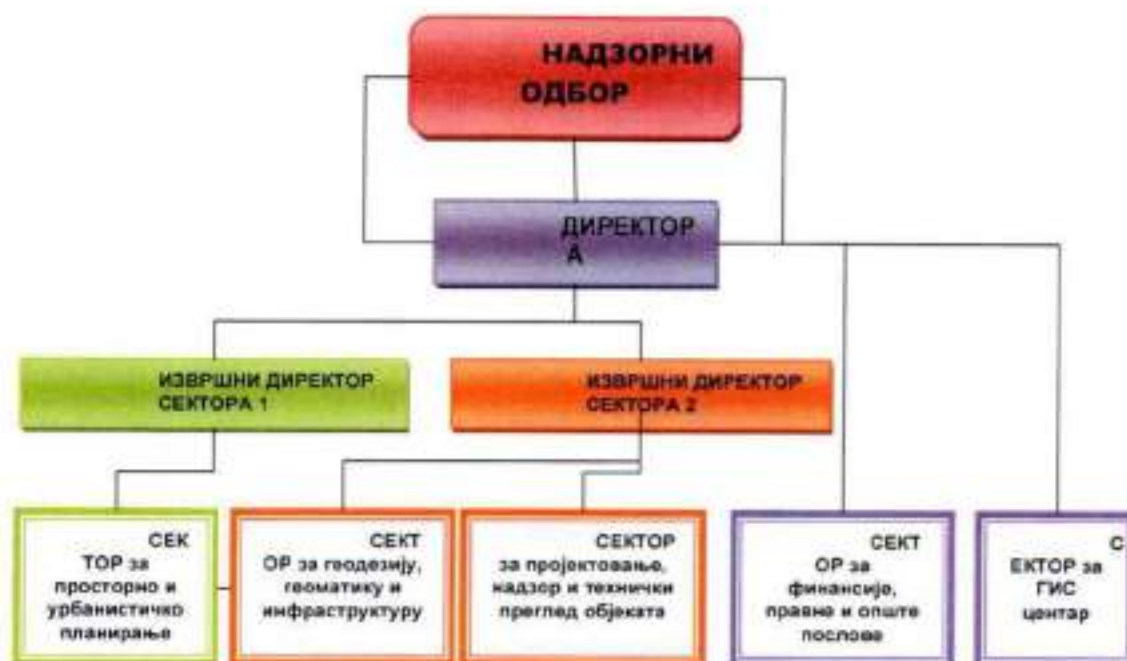 НАДЗОРНИ
ОДБОР
ДИРЕКТОР
А
ИЗВРШНИ ДИРЕКТОР
СЕКТОРА 1
ИЗВРШНИ ДИРЕКТОР
СЕКТОРА 2
СЕК
ТОР за
просторно и
урбанистичко
планирање
СЕКТ
ОР за геодезију,
геоматику и
инфраструктуру
СЕКТОР
за пројектовање,
надзор и технички
преглед објеката
СЕКТ
ОР за
финансије,
правне и опште
послове
С
ЕКТОР за
ГИС
центар